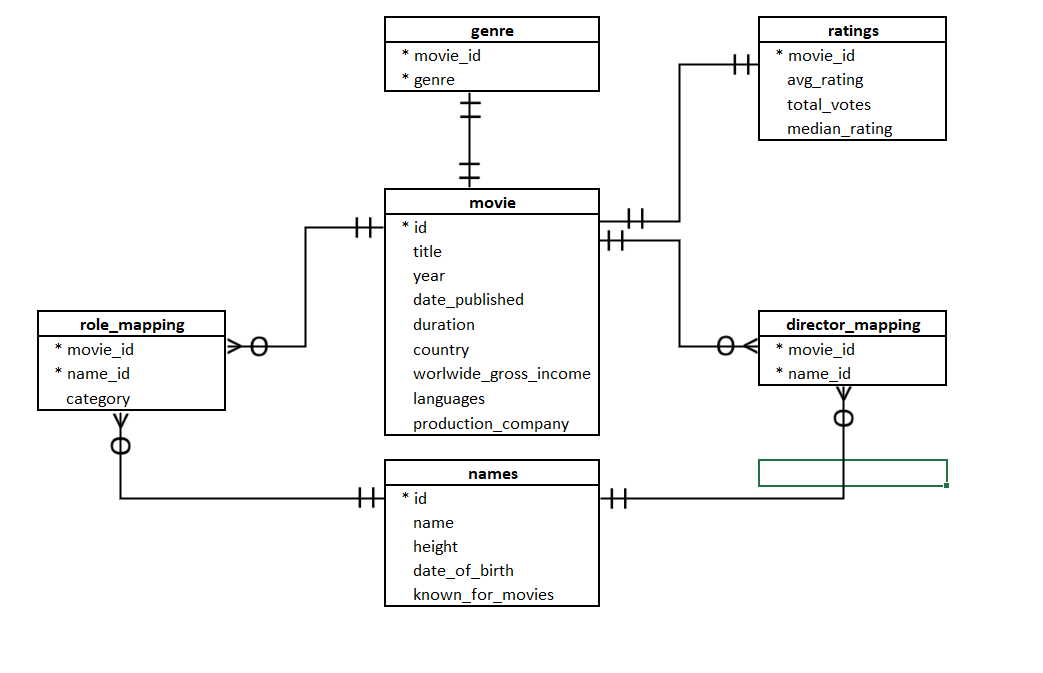 genre
* movie_id
* genre
ratings
* movie_id
avg_rating
total_votes
median_rating
movie
* id
title
year
date_published
duration
country
worlwide_gross_income
languages
production_company
role_mapping
* movie_id
* name_id
category
director_mapping
* movie_id
* name_id
names
* id
name
height
date_of_birth
known_for_movies